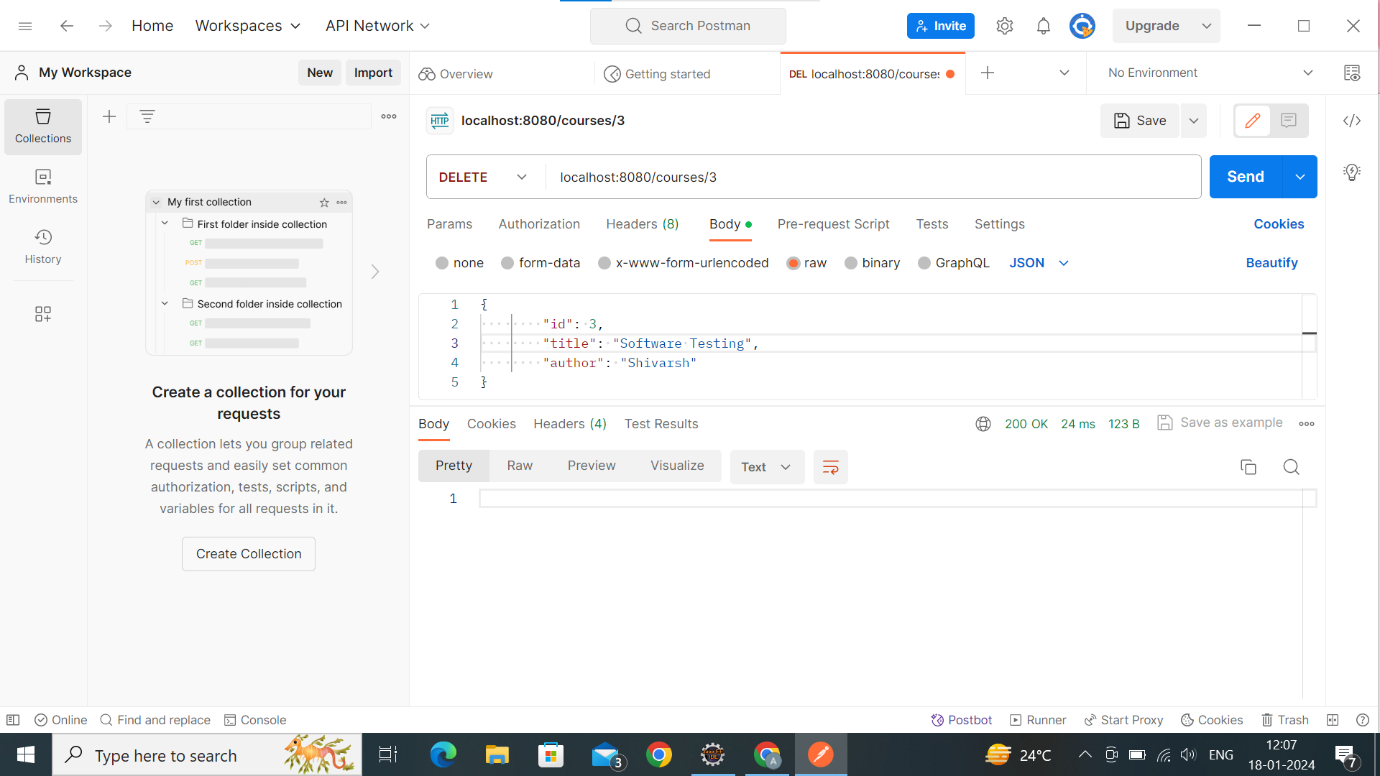 Home Workspaces API Network Search Postman Invite Upgrade
My Workspace New Import Overview Getting started DEL localhost:8080/courses No Environment
Collections
Environments
History
My first collection
First folder inside collection
GET
POST
GET
Second folder inside collection
GET
GET
Create a collection for your
requests
A collection lets you group related
requests and easily set common
authorization, tests, scripts, and
variables for all requests in it.
Create Collection
HTTP localhost:8080/courses/3 Save
DELETE localhost:8080/courses/3 Send
Params Authorization Headers (8) Body Pre-request Script Tests Settings Cookies
none form-data x-www-form-urlencoded raw binary GraphQL JSON Beautify
1 {
2 "id": 3,
3 "title": "Software Testing",
4 "author": "Shivarsh"
5 }
Body Cookies Headers (4) Test Results 200 OK 24 ms 123 B Save as example
Pretty Raw Preview Visualize Text
1
Online Find and replace Console Postbot Runner Start Proxy Cookies Trash
Type here to search 3 A 24°C ENG 12:07
18-01-2024 7